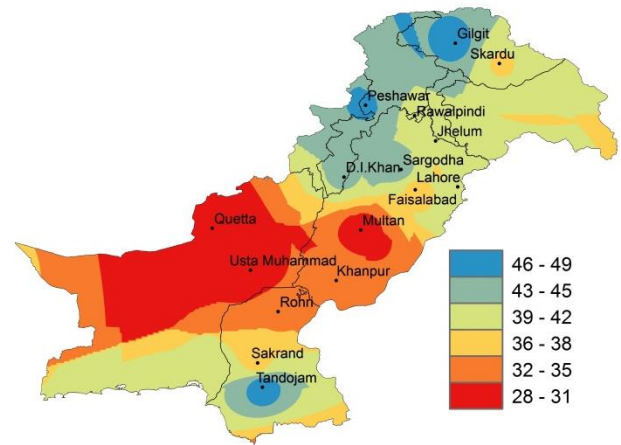 Gilgit
Skardu
Peshawar
Rawalpindi
Jhelum
D.I.Khan
Sargodha
Lahore
Faisalabad
Quetta
Multan
Usta Muhammad
Khanpur
Rohri
Sakrand
Tandojam
46 - 49
43 - 45
39 - 42
36 - 38
32 - 35
28 - 31